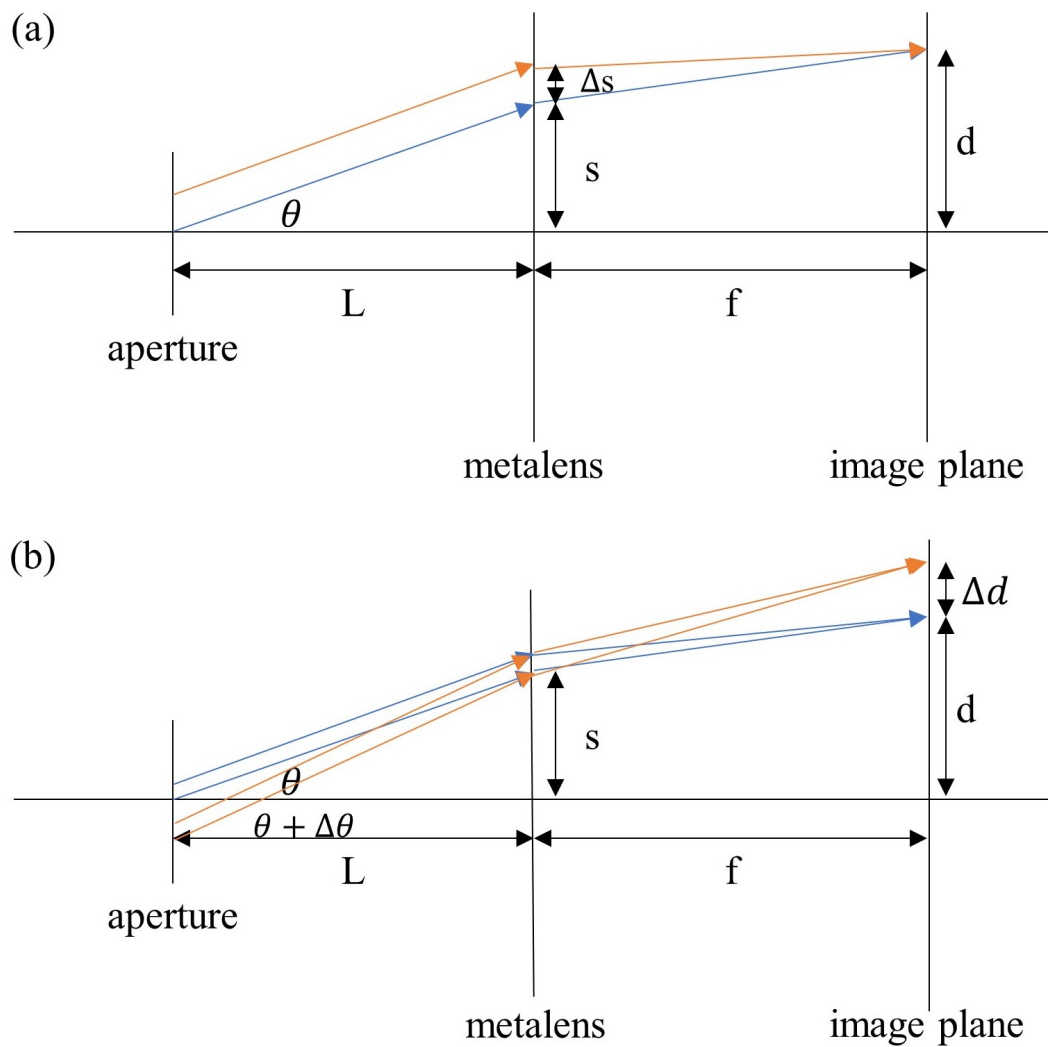 (a)
Δs
s
d
θ
L
f
aperture
metalens
image plane
(b)
Δd
d
s
θ
θ + Δθ
L
f
aperture
metalens
image plane